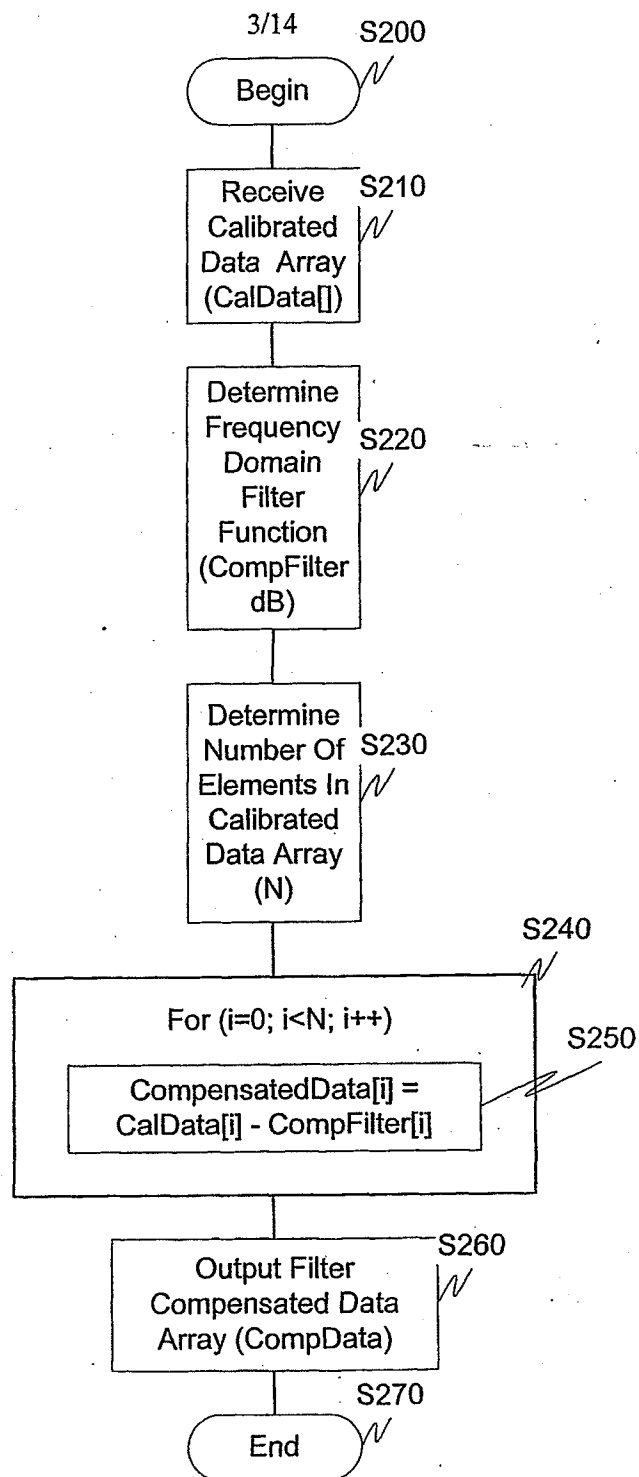 3/14
S200
Begin
S210
Receive
Calibrated
Data Array
(CalData[])
Determine
Frequency
S220
Domain
Filter
Function
(CompFilter
dB)
Determine
Number Of
S230
Elements In
Calibrated
Data Array
(N)
S240
For (i=0; i<N; i++)
S250
CompensatedData[i] =
CalData[i] - CompFilter[i]
S260
Output Filter
Compensated Data
Array (CompData)
S270
End